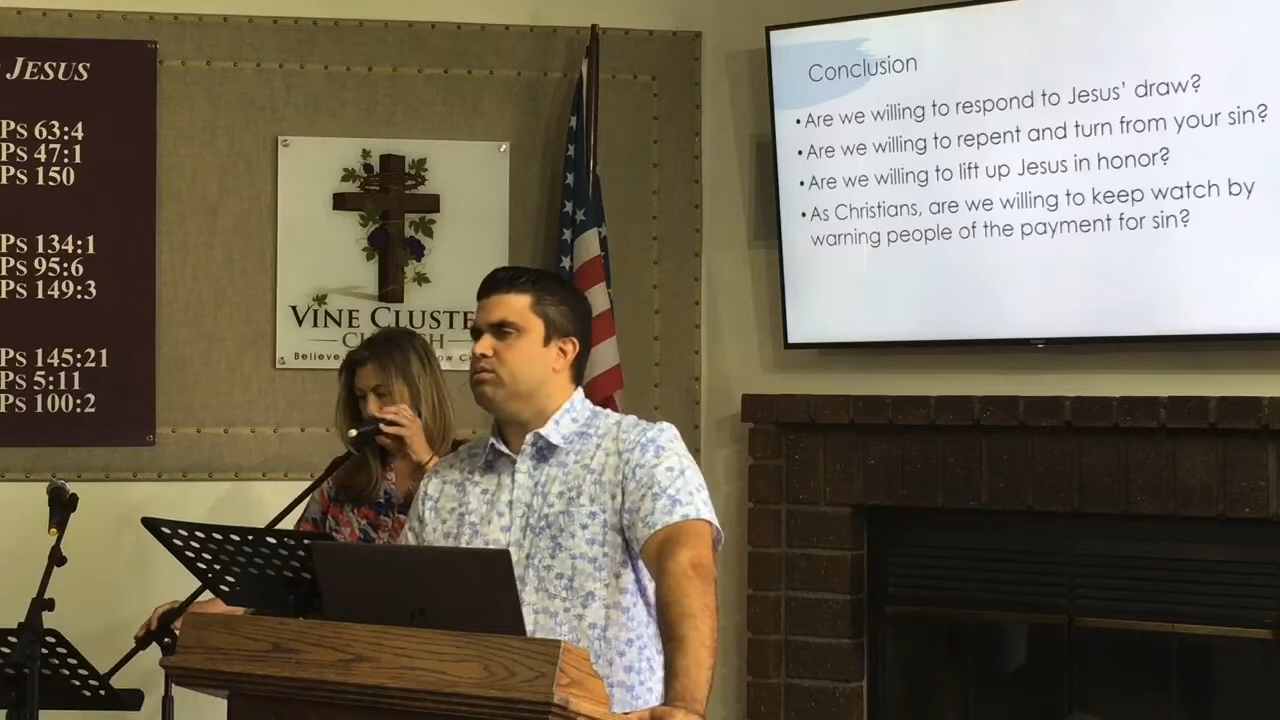 JESUS
PS 63:4
PS 47:1
PS 150
PS 134:1
PS 95:6
PS 149:3
PS 145:21
PS 5:11
PS 100:2
VINE CLUSTE
Believe
Conclusion
• Are we willing to respond to Jesus' draw?
• Are we willing to repent and turn from your sin?
• Are we willing to lift up Jesus in honor?
• As Christians, are we willing to keep watch by
warning people of the payment for sin?